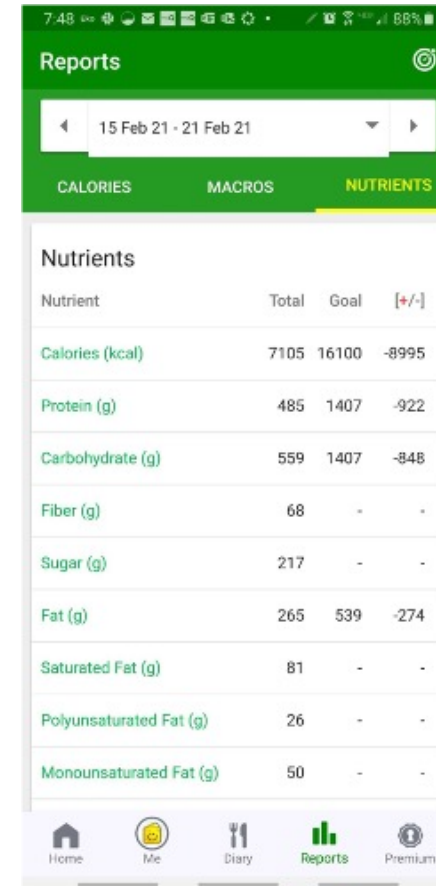 7:48 88%
Reports
15 Feb 21 - 21 Feb 21
CALORIES MACROS NUTRIENTS
Nutrients
Nutrient Total Goal [+/-]
Calories (kcal) 7105 16100 -8995
Protein (g) 485 1407 -922
Carbohydrate (g) 559 1407 -848
Fiber (g) 68 - -
Sugar (g) 217 - -
Fat (g) 265 539 -274
Saturated Fat (g) 81 - -
Polyunsaturated Fat (g) 26 - -
Monounsaturated Fat (g) 50 - -
Home Me Diary Reports Premium